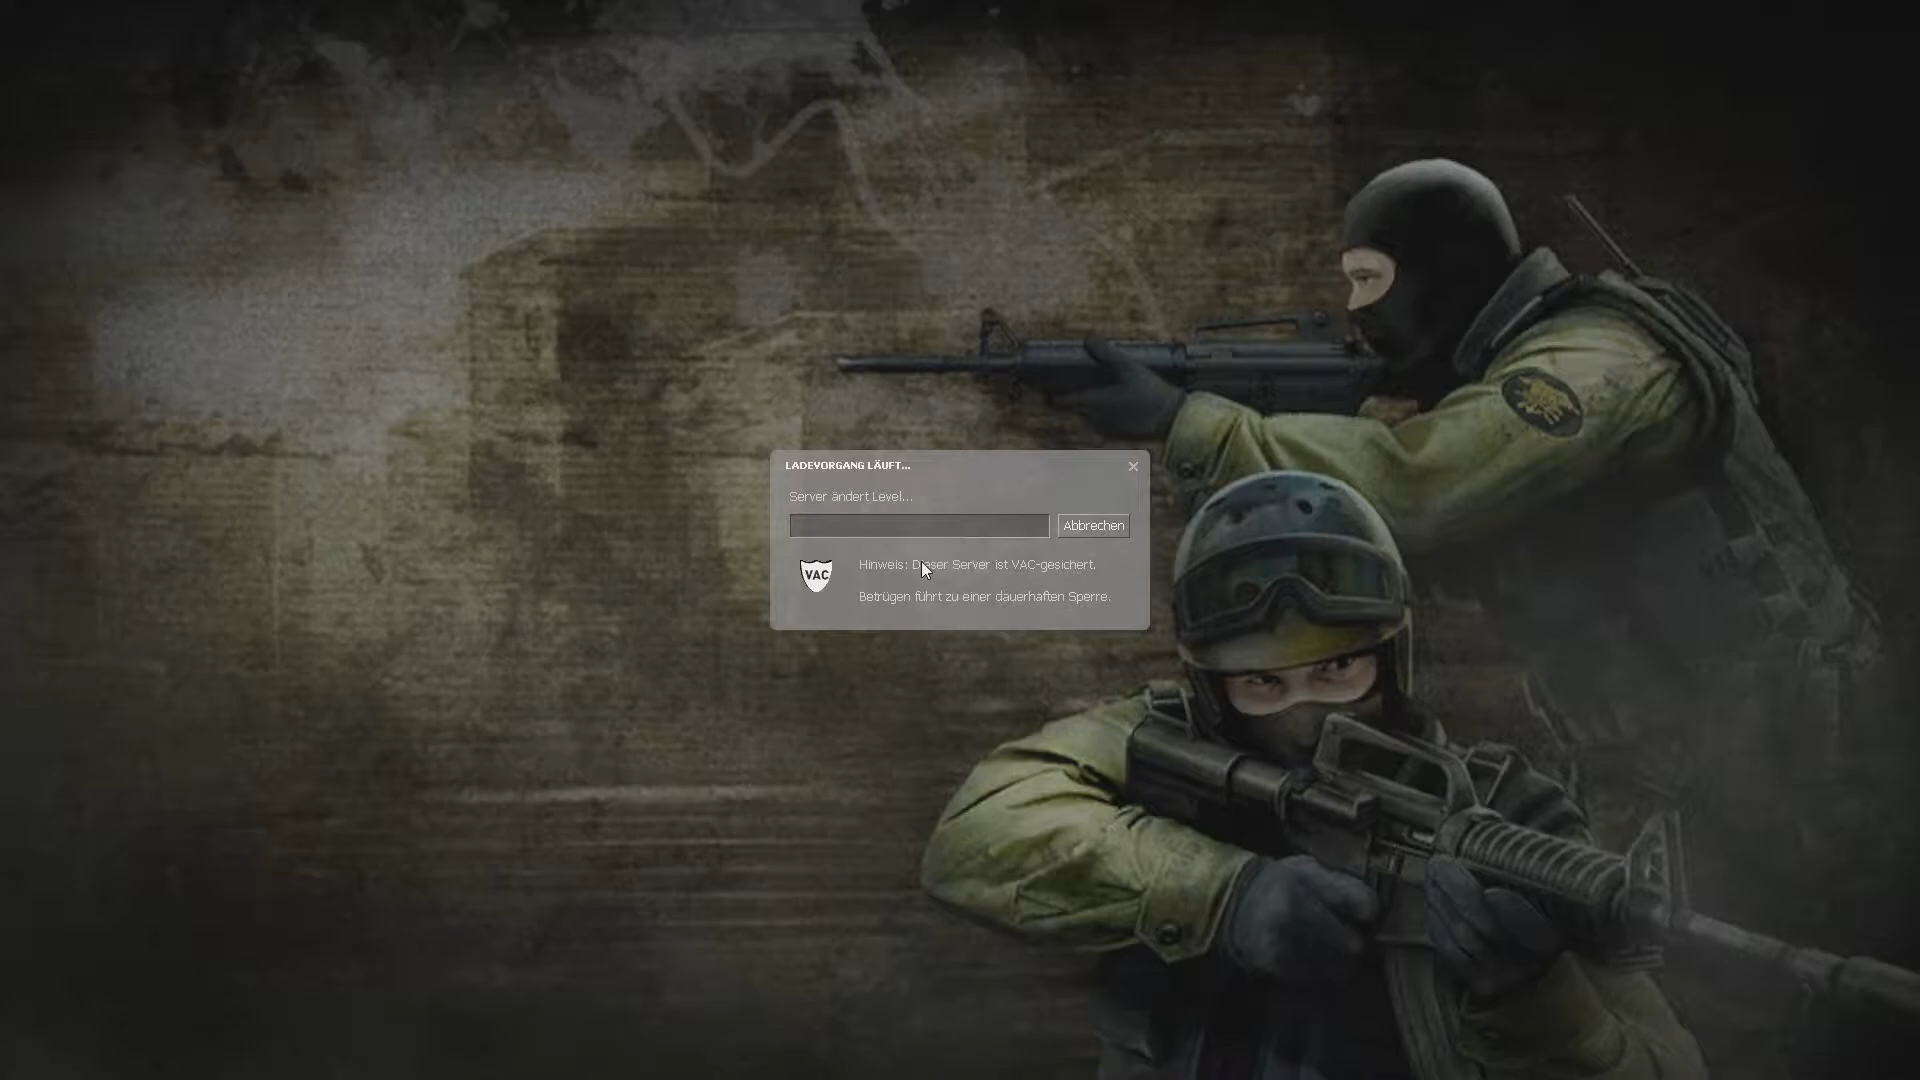 LADEVORGANG LÄUFT...
Server ändert Level...
Abbrechen
VAC
Hinweis: Dieser Server ist VAC-gesichert.
Betrügen führt zu einer dauerhaften Sperre.